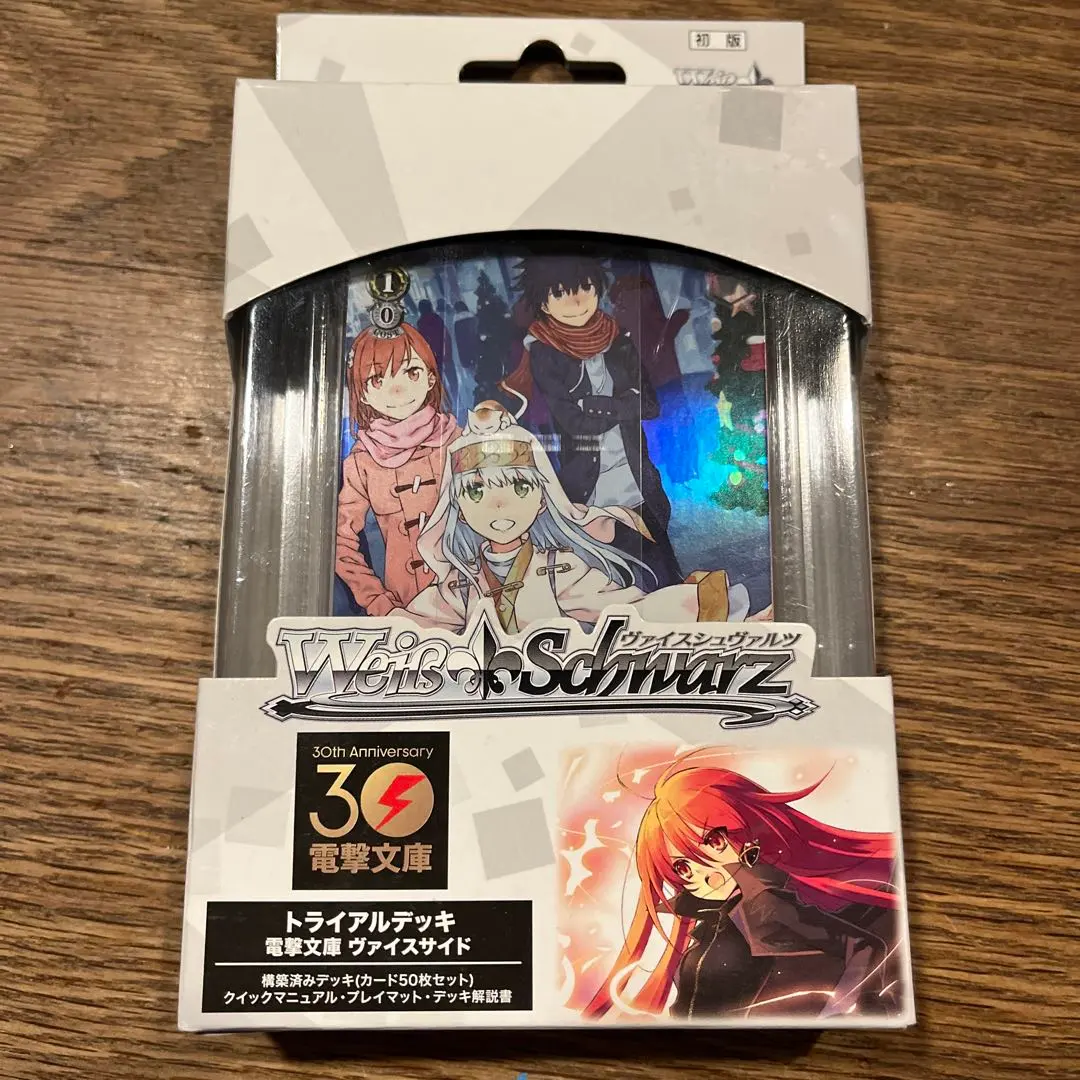 初版
Weiß Schwarz
1
0
COST
ヴァイスシュヴァルツ
Weiß Schwarz
30th Anniversary
30
電撃文庫
トライアルデッキ
電撃文庫 ヴァイスサイド
構築済みデッキ(カード50枚セット)
クイックマニュアル・プレイマット・デッキ解説書